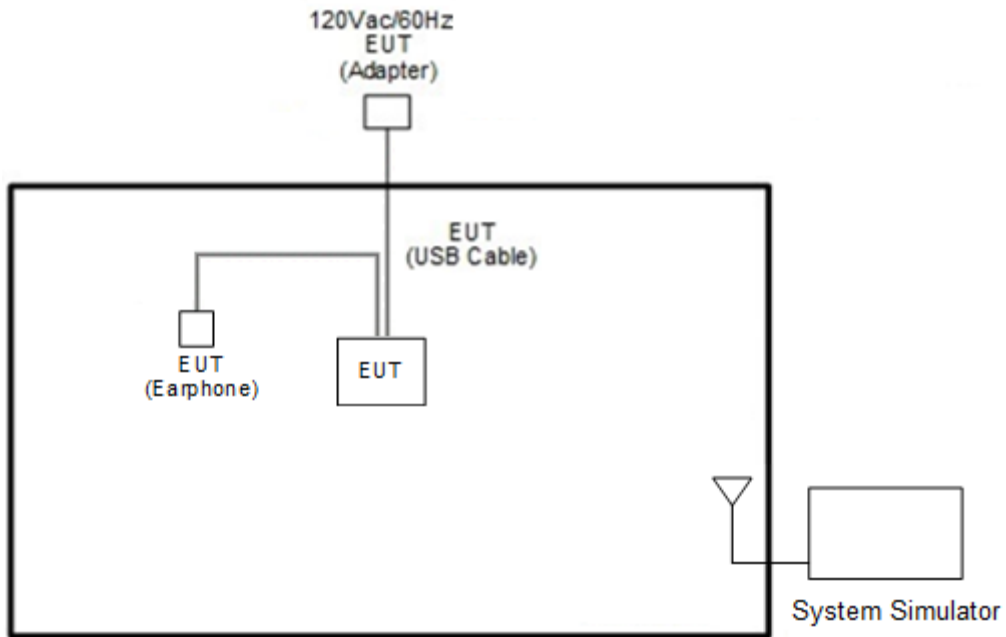 120Vac/60Hz
EUT
(Adapter)
EUT
(USB Cable)
EUT
(Earphone)
EUT
System Simulator